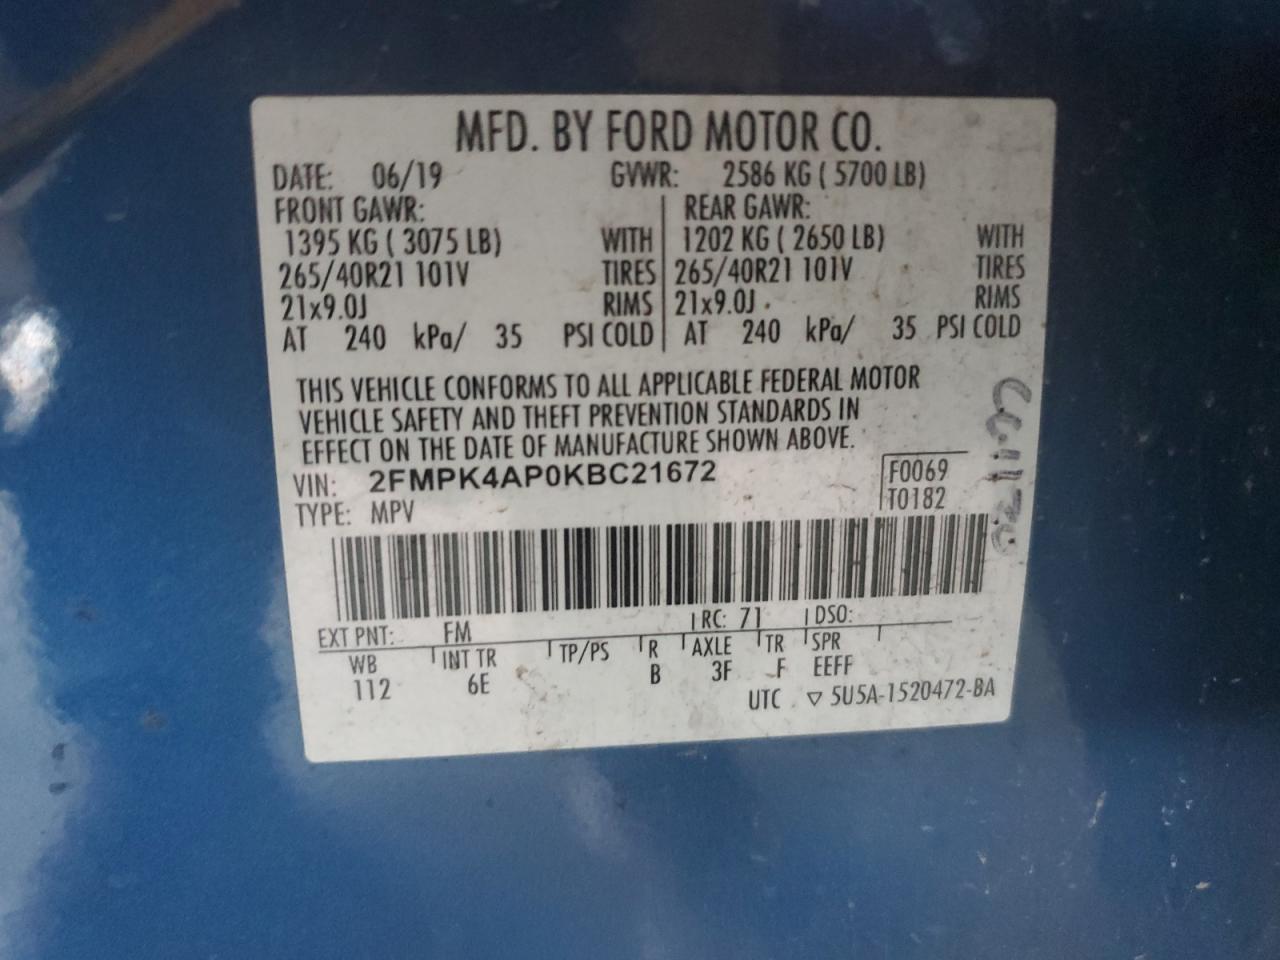 MFD. BY FORD MOTOR CO.
DATE: 06/19 GVWR: 2586 KG ( 5700 LB)
FRONT GAWR: REAR GAWR:
1395 KG ( 3075 LB) WITH 1202 KG ( 2650 LB) WITH
265/40R21 101V TIRES 265/40R21 101V TIRES
21x9.0J RIMS 21x9.0J RIMS
AT 240 kPa/ 35 PSI COLD AT 240 kPa/ 35 PSI COLD
THIS VEHICLE CONFORMS TO ALL APPLICABLE FEDERAL MOTOR
VEHICLE SAFETY AND THEFT PREVENTION STANDARDS IN
EFFECT ON THE DATE OF MANUFACTURE SHOWN ABOVE.
VIN: 2FMPK4AP0KBC21672 F0069
TYPE: MPV T0182
EXT PNT: FM RC: 71 DSO:
WB INT TR TP/PS R AXLE TR SPR
112 6E B 3F F EEFF
UTC ▽ 5U5A-1520472-BA